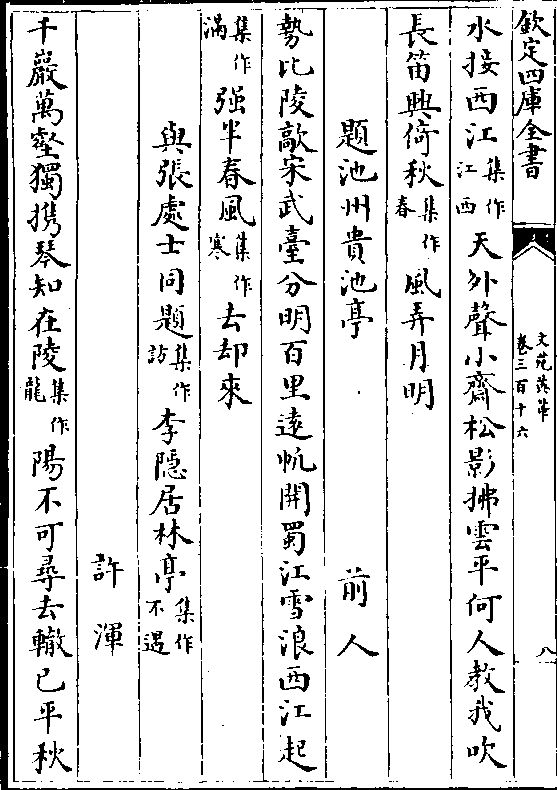 欽定四庫全書 文苑英華 卷三百十六 八
水接西江集作江西天外聲小齋松影拂雲平何人教我吹
長笛興倚秋集作春風弄月明
題池州貴池亭 前人
勢比陵敵宋武臺分明百里逺帆開蜀江雪浪西江起
集作滿强半春風集作寒去却來
與張處士同題集作訪李隱居林亭集作不遇
許渾
千巖萬壑獨携琴知在陵集作龍陽不可尋去轍已平秋